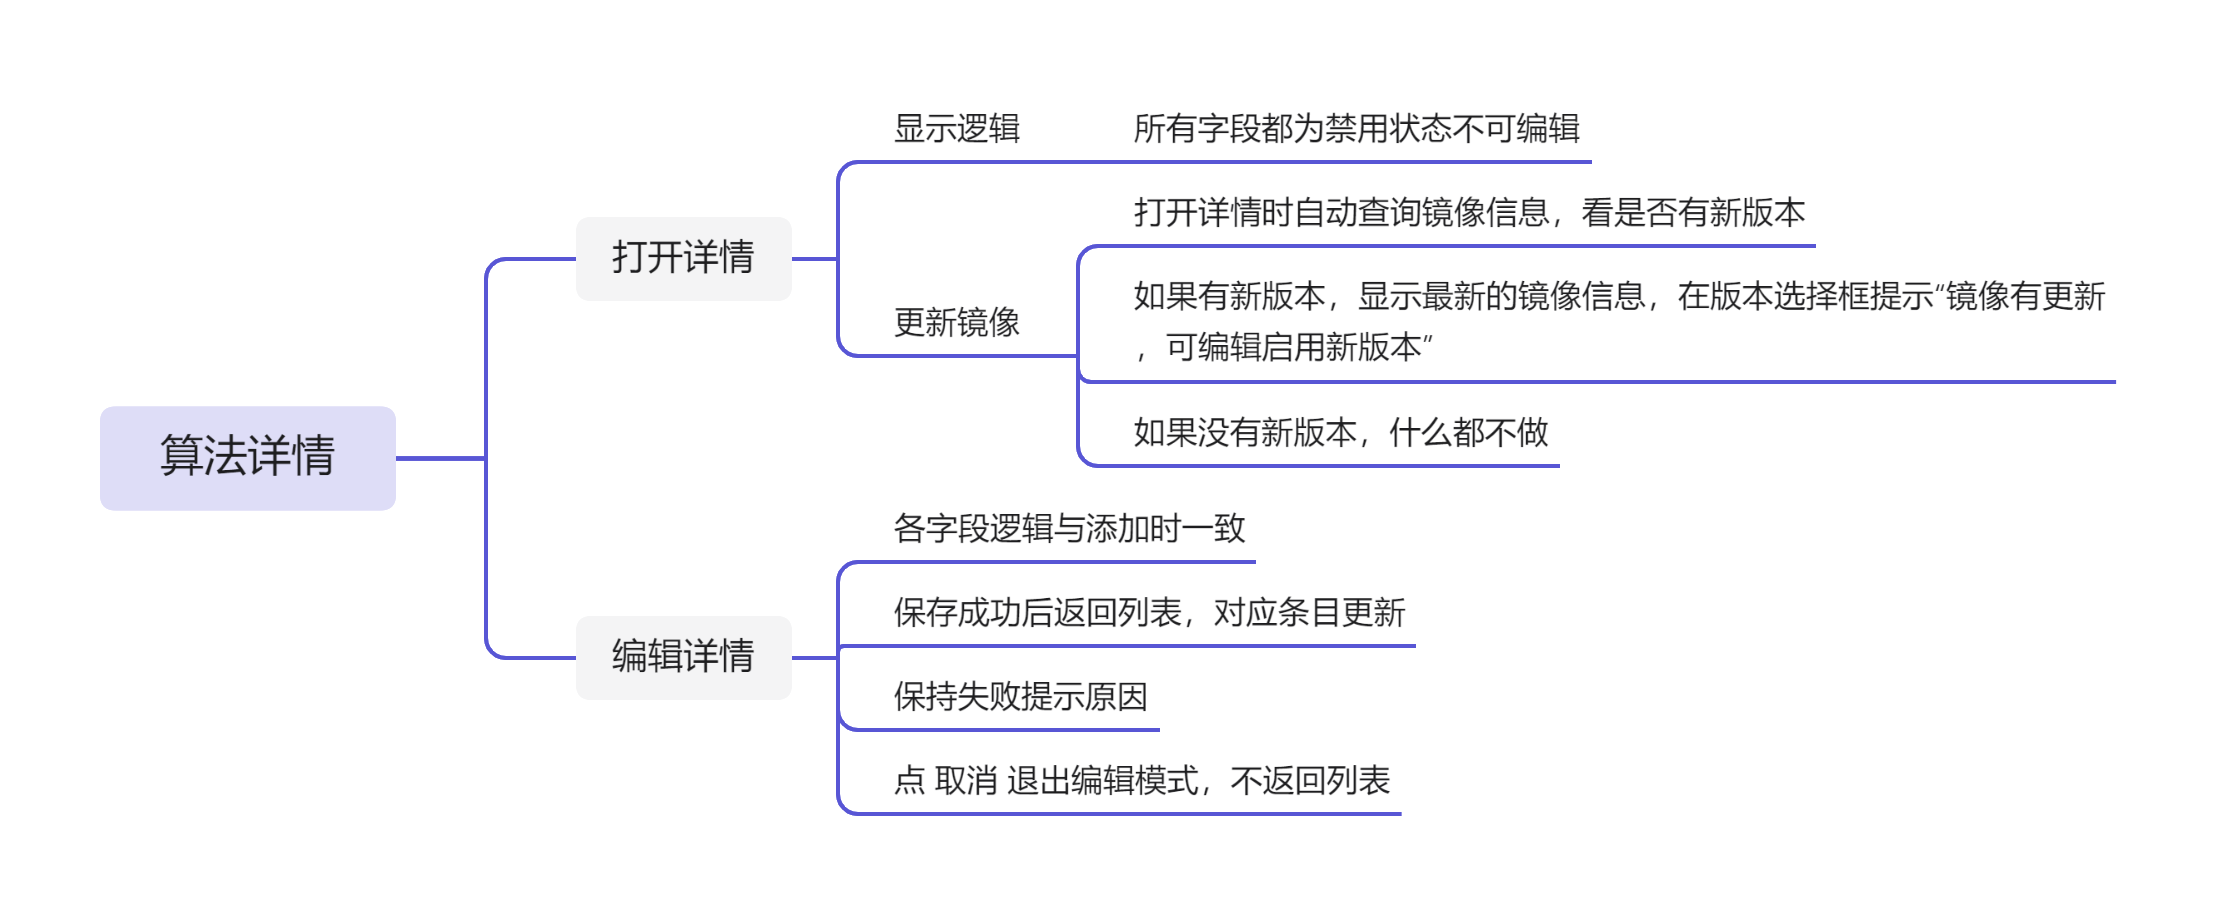 算法详情
打开详情
显示逻辑
所有字段都为禁用状态不可编辑
更新镜像
打开详情时自动查询镜像信息，看是否有新版本
如果有新版本，显示最新的镜像信息，在版本选择框提示“镜像有更新
，可编辑启用新版本”
如果没有新版本，什么都不做
编辑详情
各字段逻辑与添加时一致
保存成功后返回列表，对应条目更新
保持失败提示原因
点 取消 退出编辑模式，不返回列表